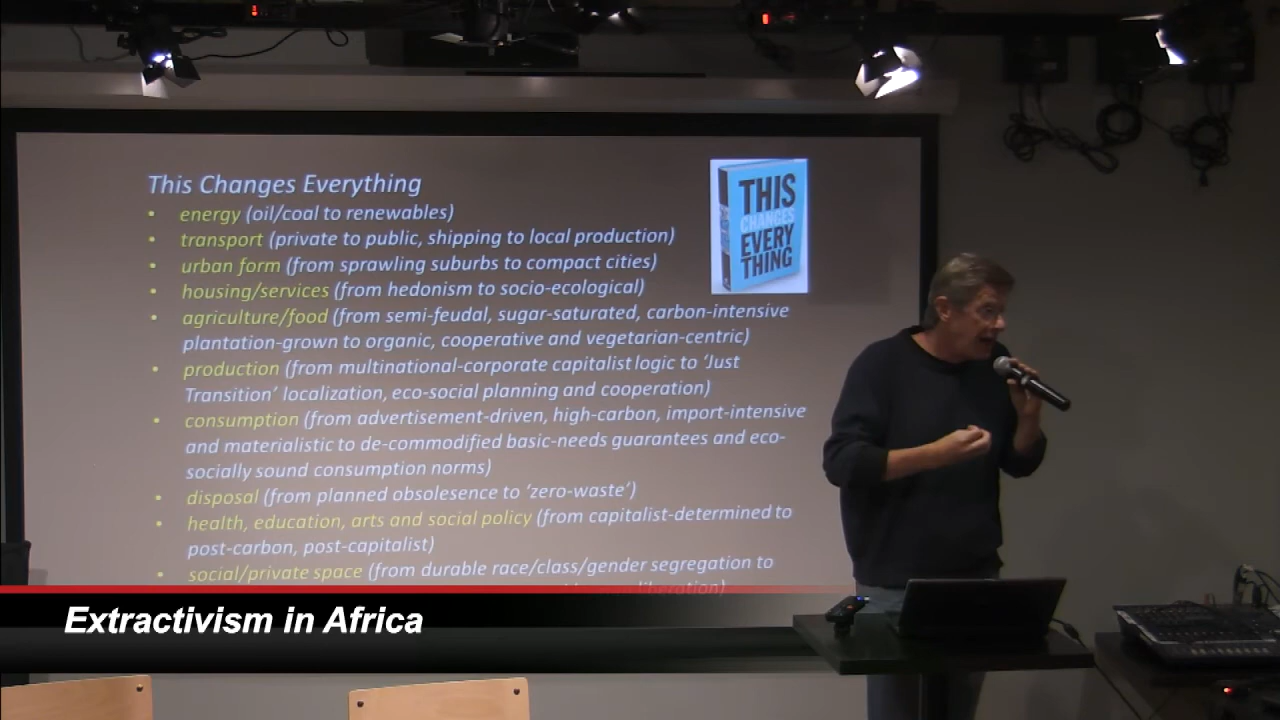 This Changes Everything
• energy (oil/coal to renewables)
• transport (private to public, shipping to local production)
• urban form (from sprawling suburbs to compact cities)
• housing/services (from hedonism to socio-ecological)
• agriculture/food (from semi-feudal, sugar-saturated, carbon-intensive
plantation-grown to organic, cooperative and vegetarian-centric)
• production (from multinational-corporate capitalist logic to ‘Just
Transition’ localization, eco-social planning and cooperation)
• consumption (from advertisement-driven, high-carbon, import-intensive
and materialistic to de-commodified basic-needs guarantees and eco-
socially sound consumption norms)
• disposal (from planned obsolesence to ‘zero-waste’)
• health, education, arts and social policy (from capitalist-determined to
post-carbon, post-capitalist)
• social/private space (from durable race/class/gender segregation to
liberation)
THIS
CHANGES
EVERY
THING
Extractivism in Africa